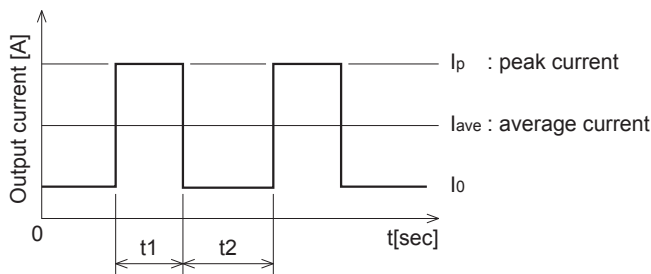 Output current [A]
Ip : peak current
Iave : average current
I0
0
t[sec]
t1
t2